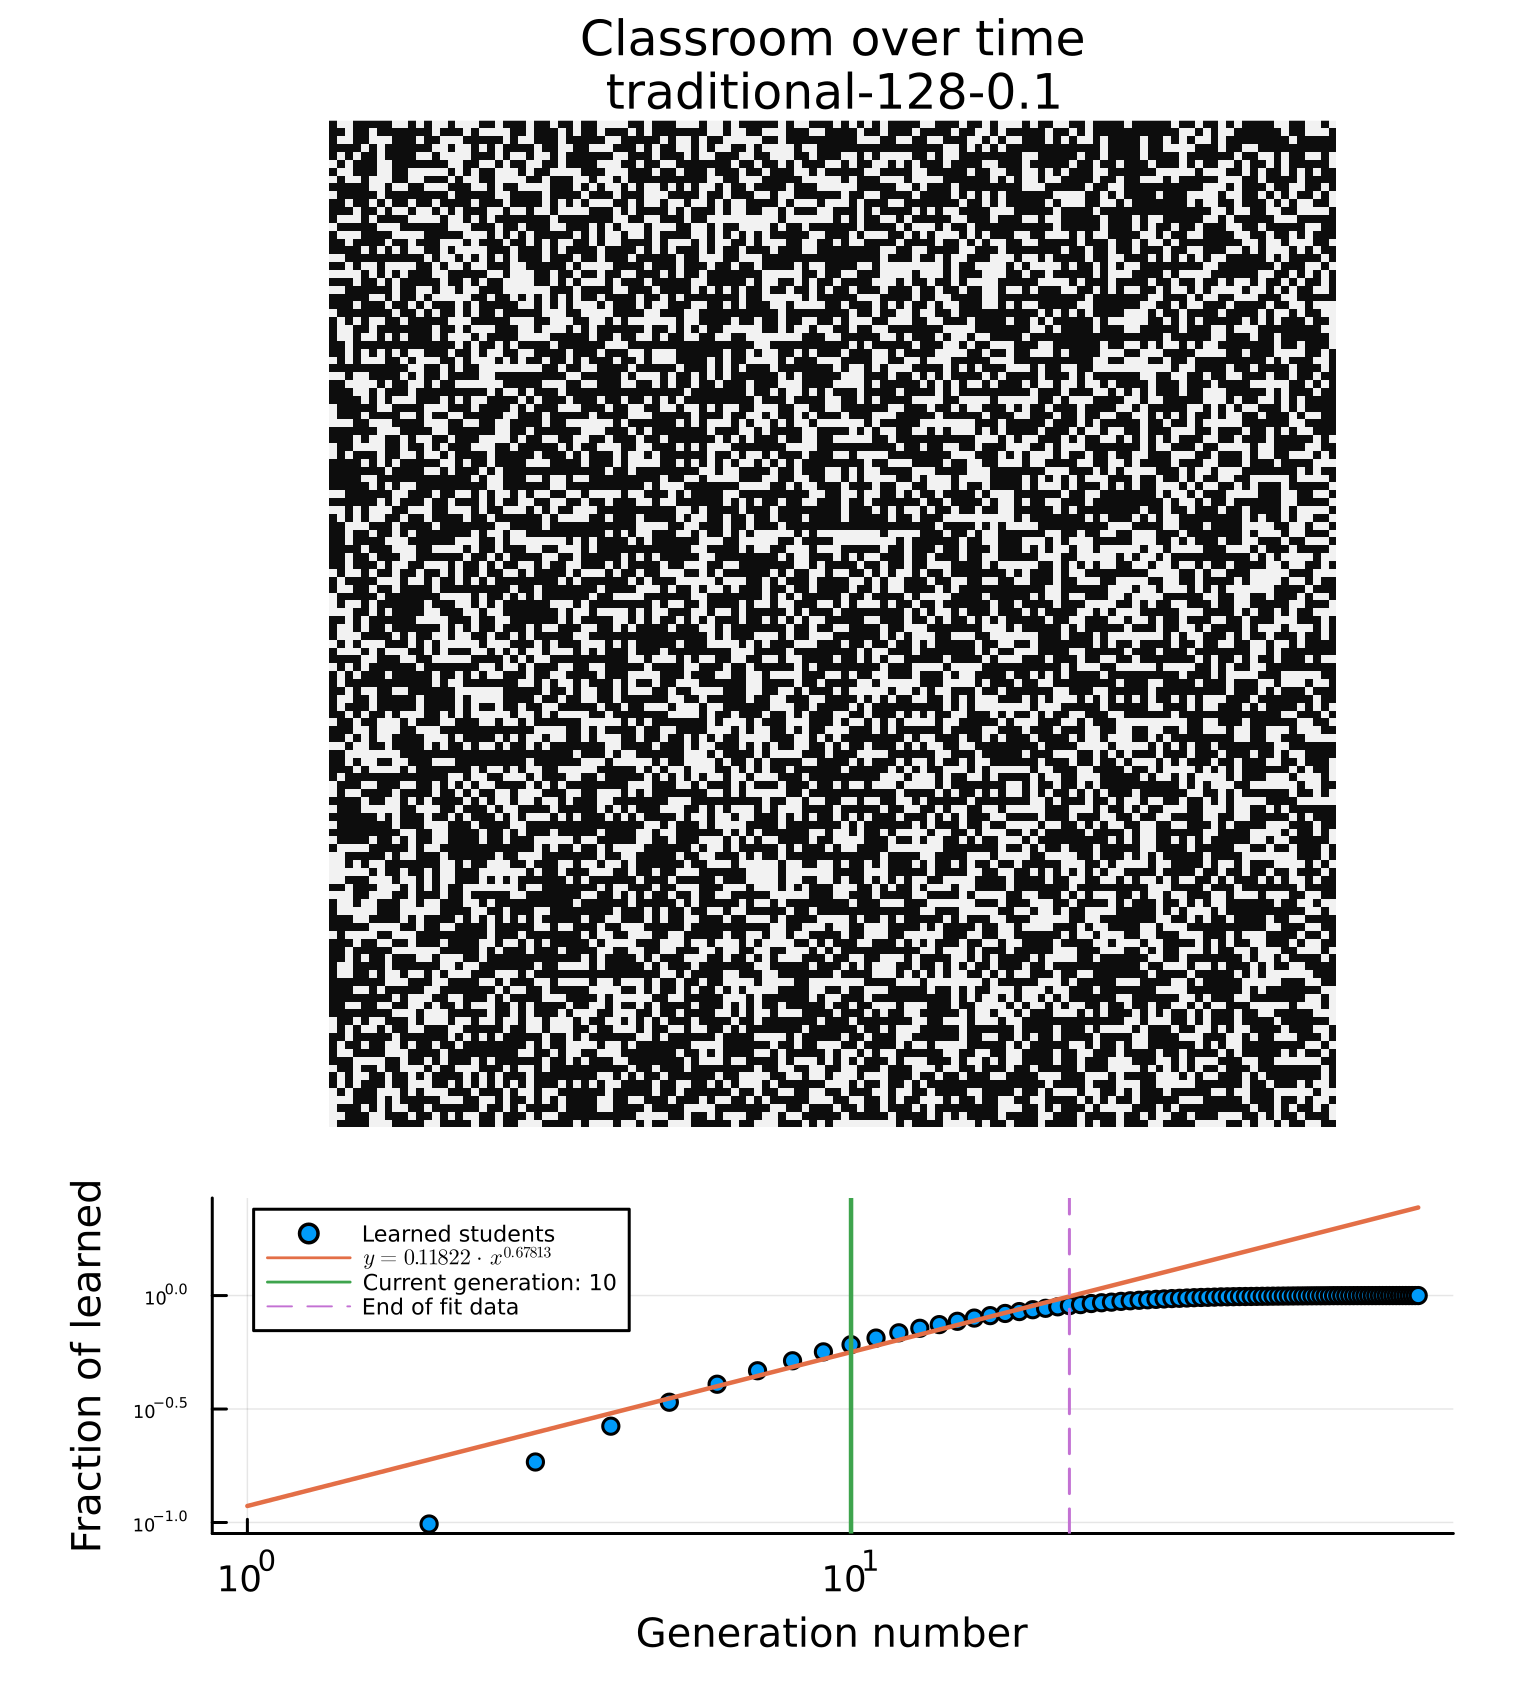 Classroom over time
traditional-128-0.1
Fraction of learned
Learned students
y = 0.11822 · x^0.67813
Current generation: 10
End of fit data
10^0.0
10^−0.5
10^−1.0
10^0
10^1
Generation number